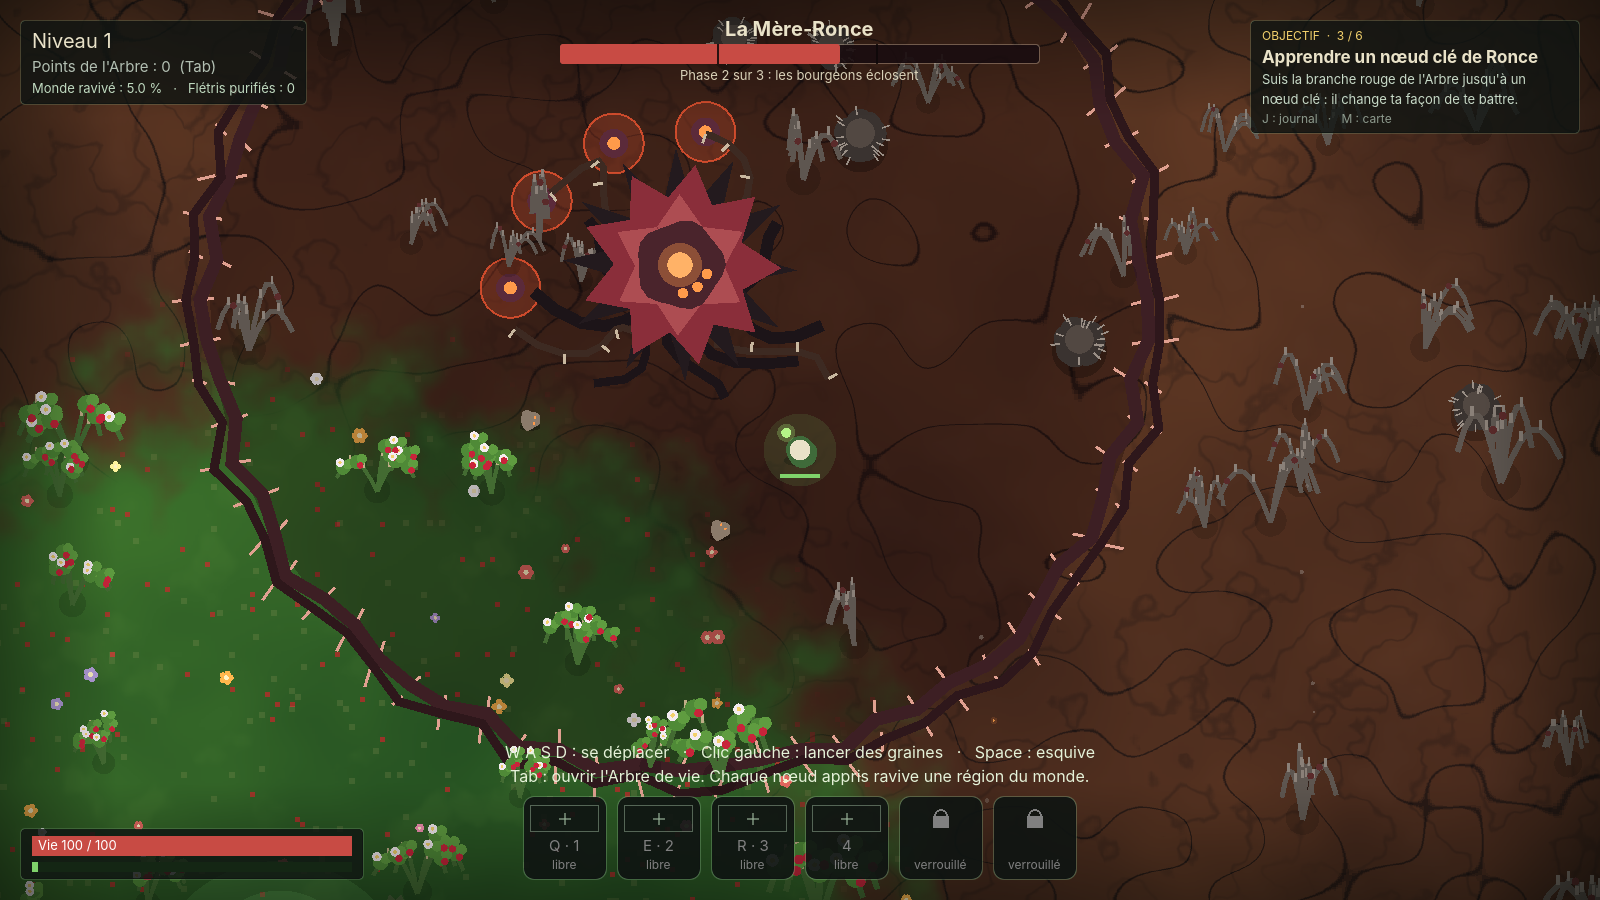 Niveau 1
Points de l'Arbre : 0 (Tab)
Monde ravivé : 5.0 % · Flétris purifiés : 0
La Mère-Ronce
Phase 2 sur 3 : les bourgeons éclosent
OBJECTIF · 3 / 6
Apprendre un nœud clé de Ronce
Suis la branche rouge de l'Arbre jusqu'à un
nœud clé : il change ta façon de te battre.
J : journal · M : carte
W A S D : se déplacer · Clic gauche : lancer des graines · Space : esquive
Tab : ouvrir l'Arbre de vie. Chaque nœud appris ravive une région du monde.
Vie 100 / 100
+
Q · 1
libre
+
E · 2
libre
+
R · 3
libre
+
4
libre
verrouillé
verrouillé